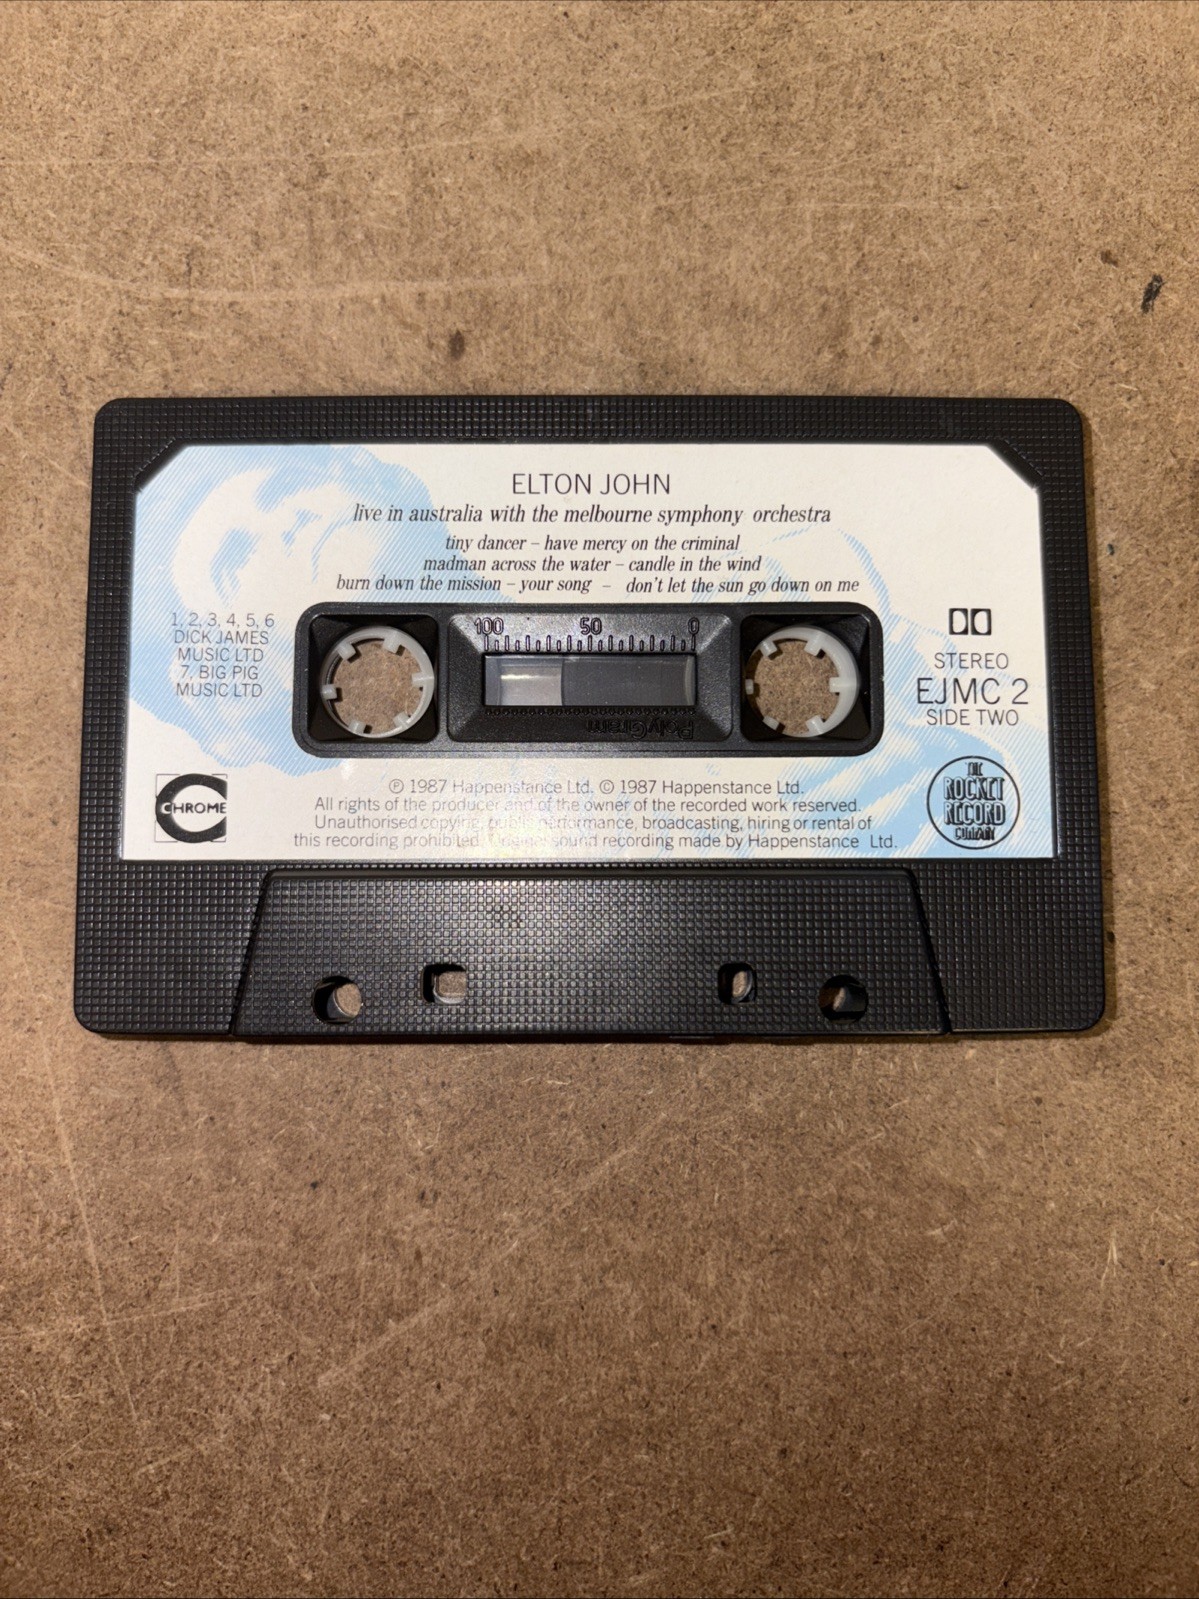 ELTON JOHN
live in australia with the melbourne symphony orchestra
tiny dancer – have mercy on the criminal
madman across the water – candle in the wind
burn down the mission – your song – don't let the sun go down on me
1, 2, 3, 4, 5, 6
DICK JAMES
MUSIC LTD
7. BIG PIG
MUSIC LTD
100 50 0
PolyGram
STEREO
EJMC 2
SIDE TWO
CHROME
℗ 1987 Happenstance Ltd. © 1987 Happenstance Ltd.
All rights of the producer and of the owner of the recorded work reserved.
Unauthorised copying, public performance, broadcasting, hiring or rental of
this recording prohibited. Original sound recording made by Happenstance Ltd.
THE
ROCKET
RECORD
COMPANY